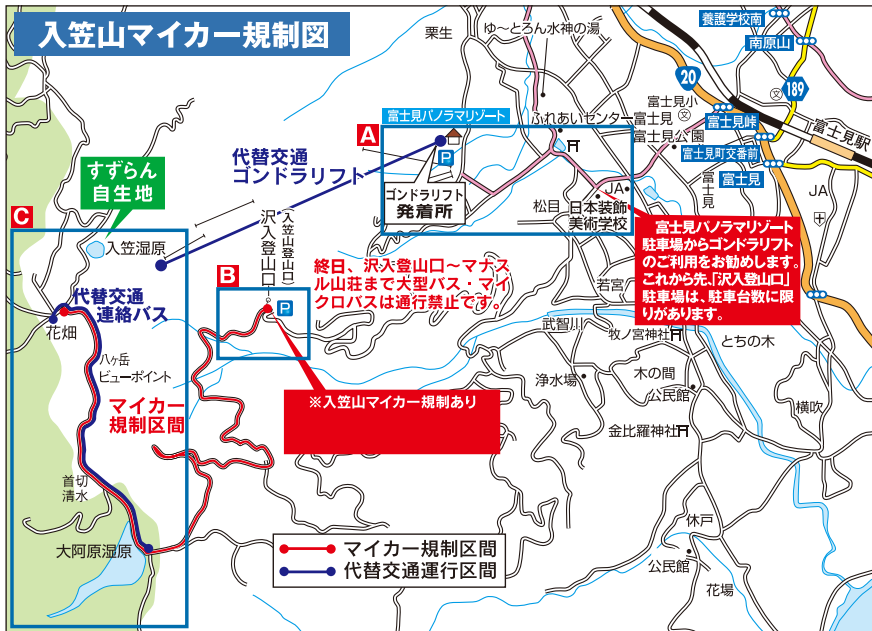 入笠山マイカー規制図
栗生
ゆ〜とろん水神の湯
養護学校南
南原山
20
189
富士見小
富士見峠
富士見駅
富士見町交番前
富士見
富士見
JA
富士見パノラマリゾート
A
P
ふれあいセンター
富士見
富士見公園
代替交通
ゴンドラリフト
ゴンドラリフト
発着所
松目
JA
日本装飾
美術学校
すずらん
自生地
C
入笠湿原
沢入登山口
(入笠山登山口)
B
P
終日、沢入登山口〜マナス
ル山荘まで大型バス・マイ
クロバスは通行禁止です。
富士見パノラマリゾート
駐車場からゴンドラリフト
のご利用をお勧めします。
これから先、「沢入登山口」
駐車場は、駐車台数に限
りがあります。
若宮
武智川
牧ノ宮神社
とちの木
代替交通
連絡バス
花畑
八ヶ岳
ビューポイント
マイカー
規制区間
※入笠山マイカー規制あり
浄水場
木の間
公民館
横吹
金比羅神社
首切
清水
大阿原湿原
マイカー規制区間
代替交通運行区間
休戸
公民館
花場